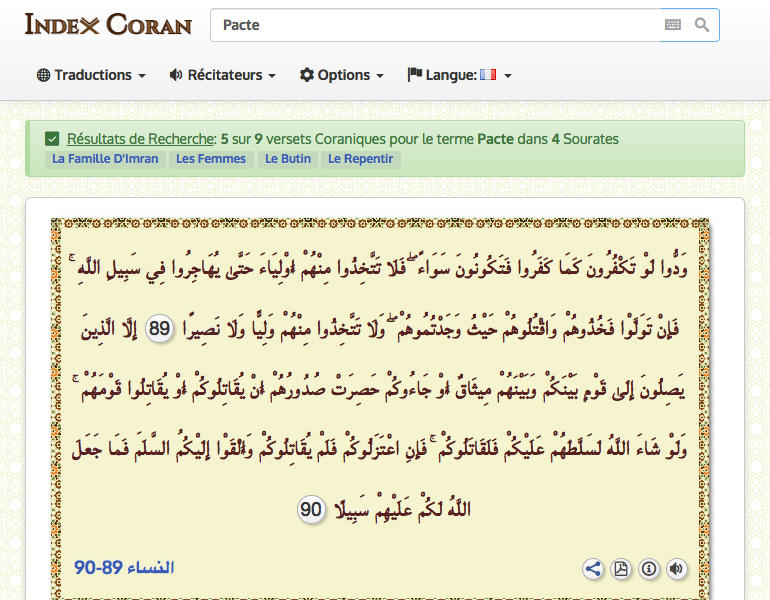 Index Coran
Pacte
Traductions
Récitateurs
Options
Langue:
Résultats de Recherche: 5 sur 9 versets Coraniques pour le terme Pacte dans 4 Sourates
La Famille D'Imran Les Femmes Le Butin Le Repentir
وَدُّوا لَوْ تَكْفُرُونَ كَمَا كَفَرُوا فَتَكُونُونَ سَوَاءً ۖ فَلَا تَتَّخِذُوا مِنْهُمْ أَوْلِيَاءَ حَتَّىٰ يُهَاجِرُوا فِي سَبِيلِ اللَّهِ ۚ
فَإِنْ تَوَلَّوْا فَخُذُوهُمْ وَاقْتُلُوهُمْ حَيْثُ وَجَدْتُمُوهُمْ ۖ وَلَا تَتَّخِذُوا مِنْهُمْ وَلِيًّا وَلَا نَصِيرًا 89 إِلَّا الَّذِينَ
يَصِلُونَ إِلَىٰ قَوْمٍ بَيْنَكُمْ وَبَيْنَهُمْ مِيثَاقٌ أَوْ جَاءُوكُمْ حَصِرَتْ صُدُورُهُمْ أَنْ يُقَاتِلُوكُمْ أَوْ يُقَاتِلُوا قَوْمَهُمْ ۚ
وَلَوْ شَاءَ اللَّهُ لَسَلَّطَهُمْ عَلَيْكُمْ فَلَقَاتَلُوكُمْ ۚ فَإِنِ اعْتَزَلُوكُمْ فَلَمْ يُقَاتِلُوكُمْ وَأَلْقَوْا إِلَيْكُمُ السَّلَمَ فَمَا جَعَلَ
اللَّهُ لَكُمْ عَلَيْهِمْ سَبِيلًا 90
النساء 89-90